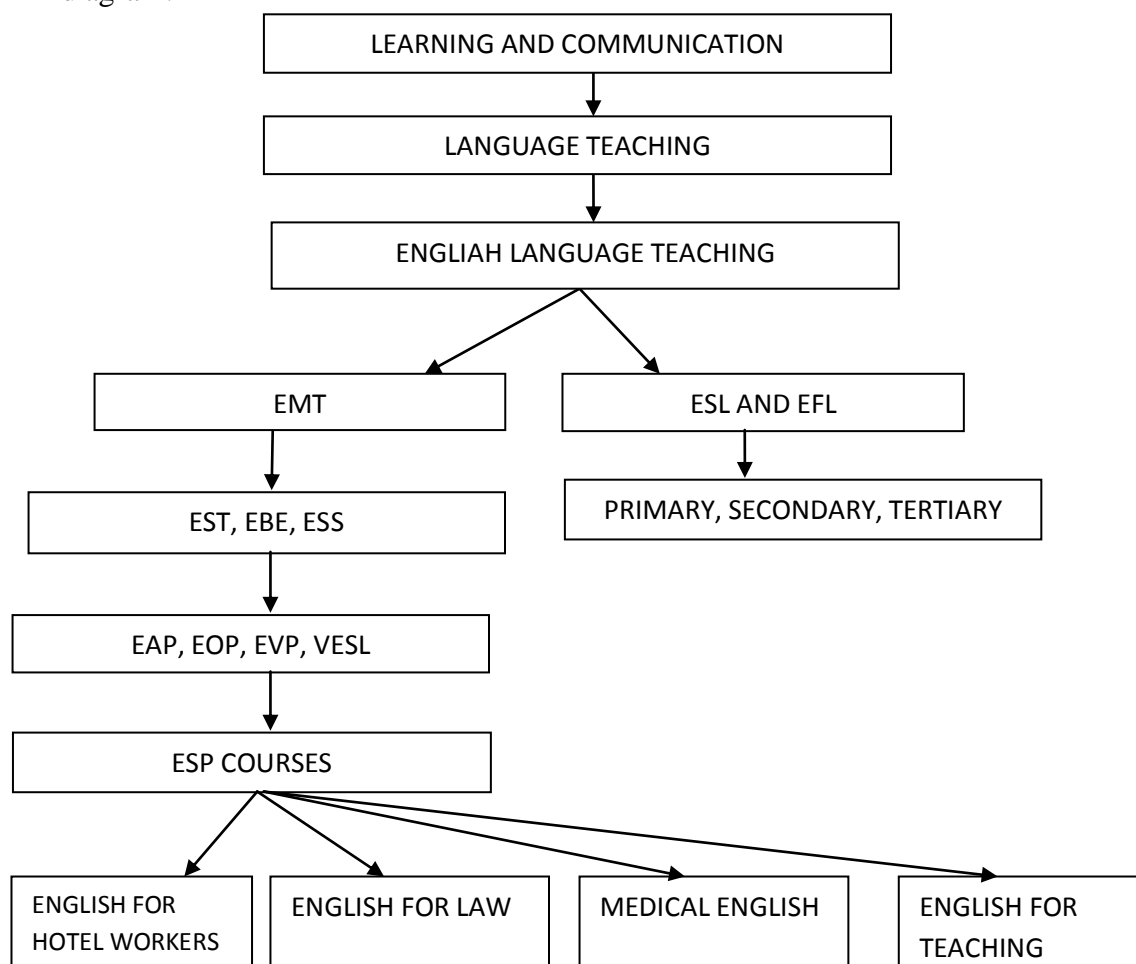 LEARNING AND COMMUNICATION
LANGUAGE TEACHING
ENGLIAH LANGUAGE TEACHING
EMT
ESL AND EFL
EST, EBE, ESS
PRIMARY, SECONDARY, TERTIARY
EAP, EOP, EVP, VESL
ESP COURSES
ENGLISH FOR
HOTEL WORKERS
ENGLISH FOR LAW
MEDICAL ENGLISH
ENGLISH FOR
TEACHING